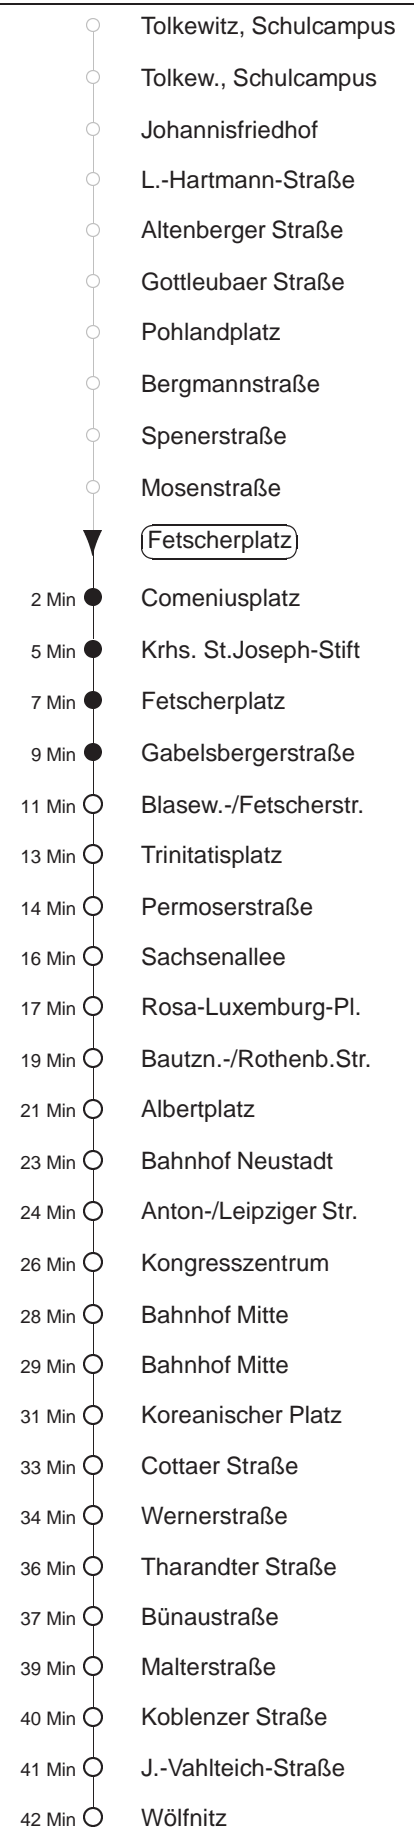 Tolkewitz, Schulcampus
Tolkew., Schulcampus
Johannisfriedhof
L.-Hartmann-Straße
Altenberger Straße
Gottleubaer Straße
Pohlandplatz
Bergmannstraße
Spenerstraße
Mosenstraße
Fetscherplatz
2 Min Comeniusplatz
5 Min Krhs. St.Joseph-Stift
7 Min Fetscherplatz
9 Min Gabelsbergerstraße
11 Min Blasew.-/Fetscherstr.
13 Min Trinitatisplatz
14 Min Permoserstraße
16 Min Sachsenallee
17 Min Rosa-Luxemburg-Pl.
19 Min Bautzn.-/Rothenb.Str.
21 Min Albertplatz
23 Min Bahnhof Neustadt
24 Min Anton-/Leipziger Str.
26 Min Kongresszentrum
28 Min Bahnhof Mitte
29 Min Bahnhof Mitte
31 Min Koreanischer Platz
33 Min Cottaer Straße
34 Min Wernerstraße
36 Min Tharandter Straße
37 Min Bünaustraße
39 Min Malterstraße
40 Min Koblenzer Straße
41 Min J.-Vahlteich-Straße
42 Min Wölfnitz